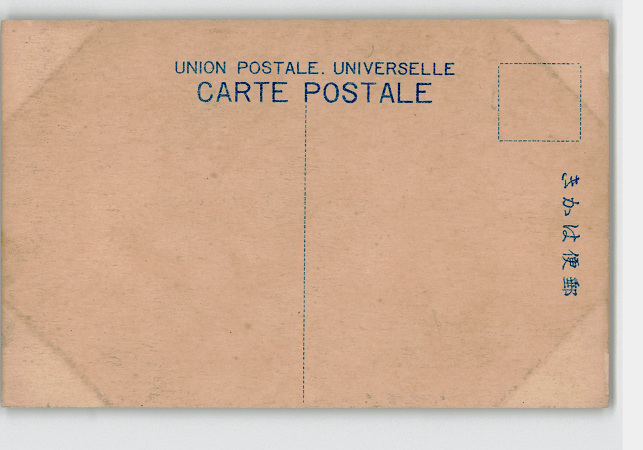 UNION POSTALE. UNIVERSELLE
CARTE POSTALE
郵便はかき